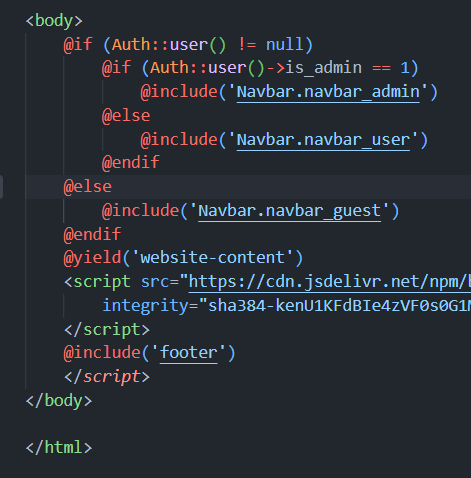 <body>
@if (Auth::user() != null)
@if (Auth::user()->is_admin == 1)
@include('Navbar.navbar_admin')
@else
@include('Navbar.navbar_user')
@endif
@else
@include('Navbar.navbar_guest')
@endif
@yield('website-content')
<script src="https://cdn.jsdelivr.net/npm/
integrity="sha384-kenU1KFdBIe4zVF0s0G1
</script>
@include('footer')
</script>
</body>
</html>